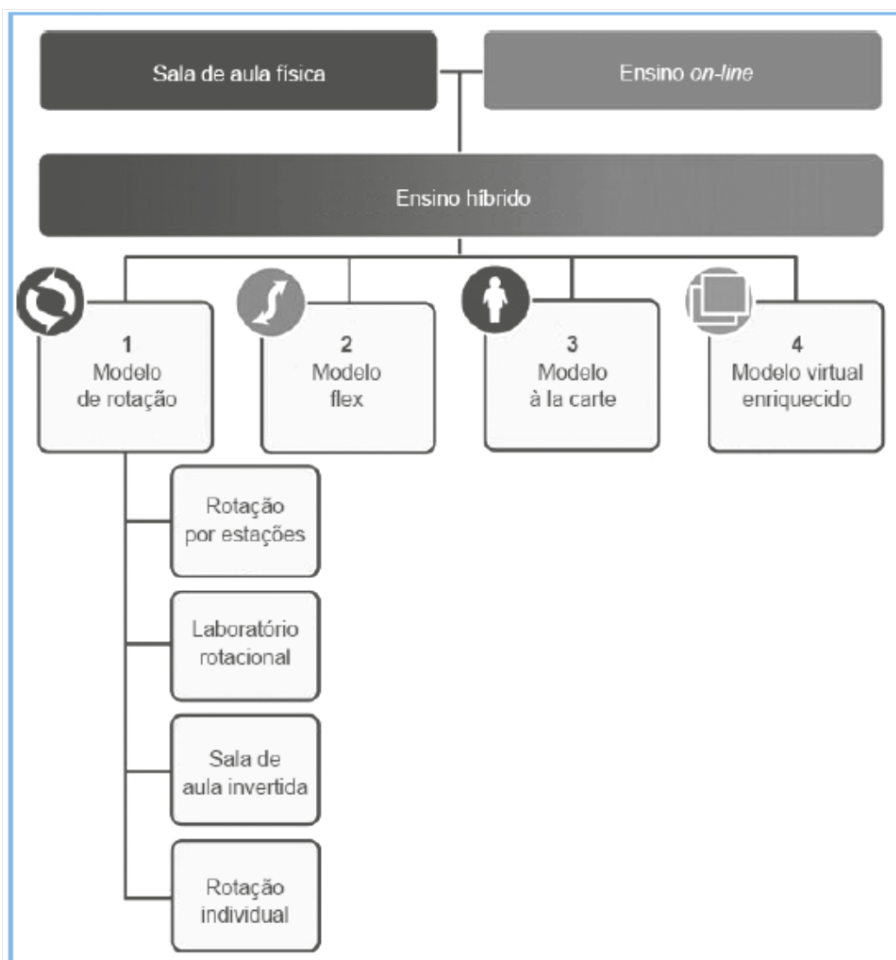 Sala de aula física
Ensino on-line
Ensino híbrido
1
Modelo
de rotação
2
Modelo
flex
3
Modelo
à la carte
4
Modelo virtual
enriquecido
Rotação
por estações
Laboratório
rotacional
Sala de
aula invertida
Rotação
individual